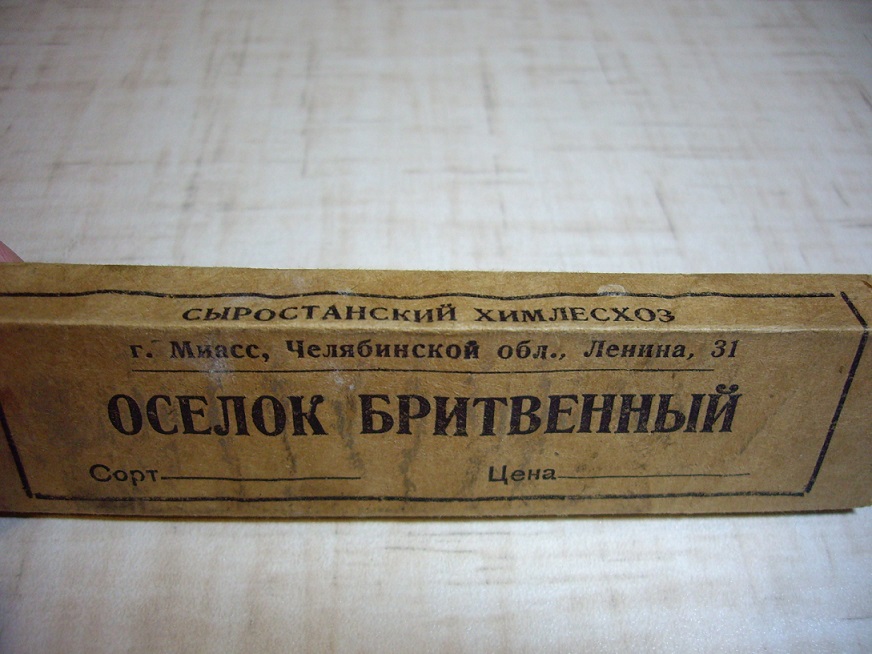 СЫРОСТАНСКИЙ ХИМЛЕСХОЗ
г. Миасс, Челябинской обл., Ленина, 31
ОСЕЛОК БРИТВЕННЫЙ
Сорт Цена